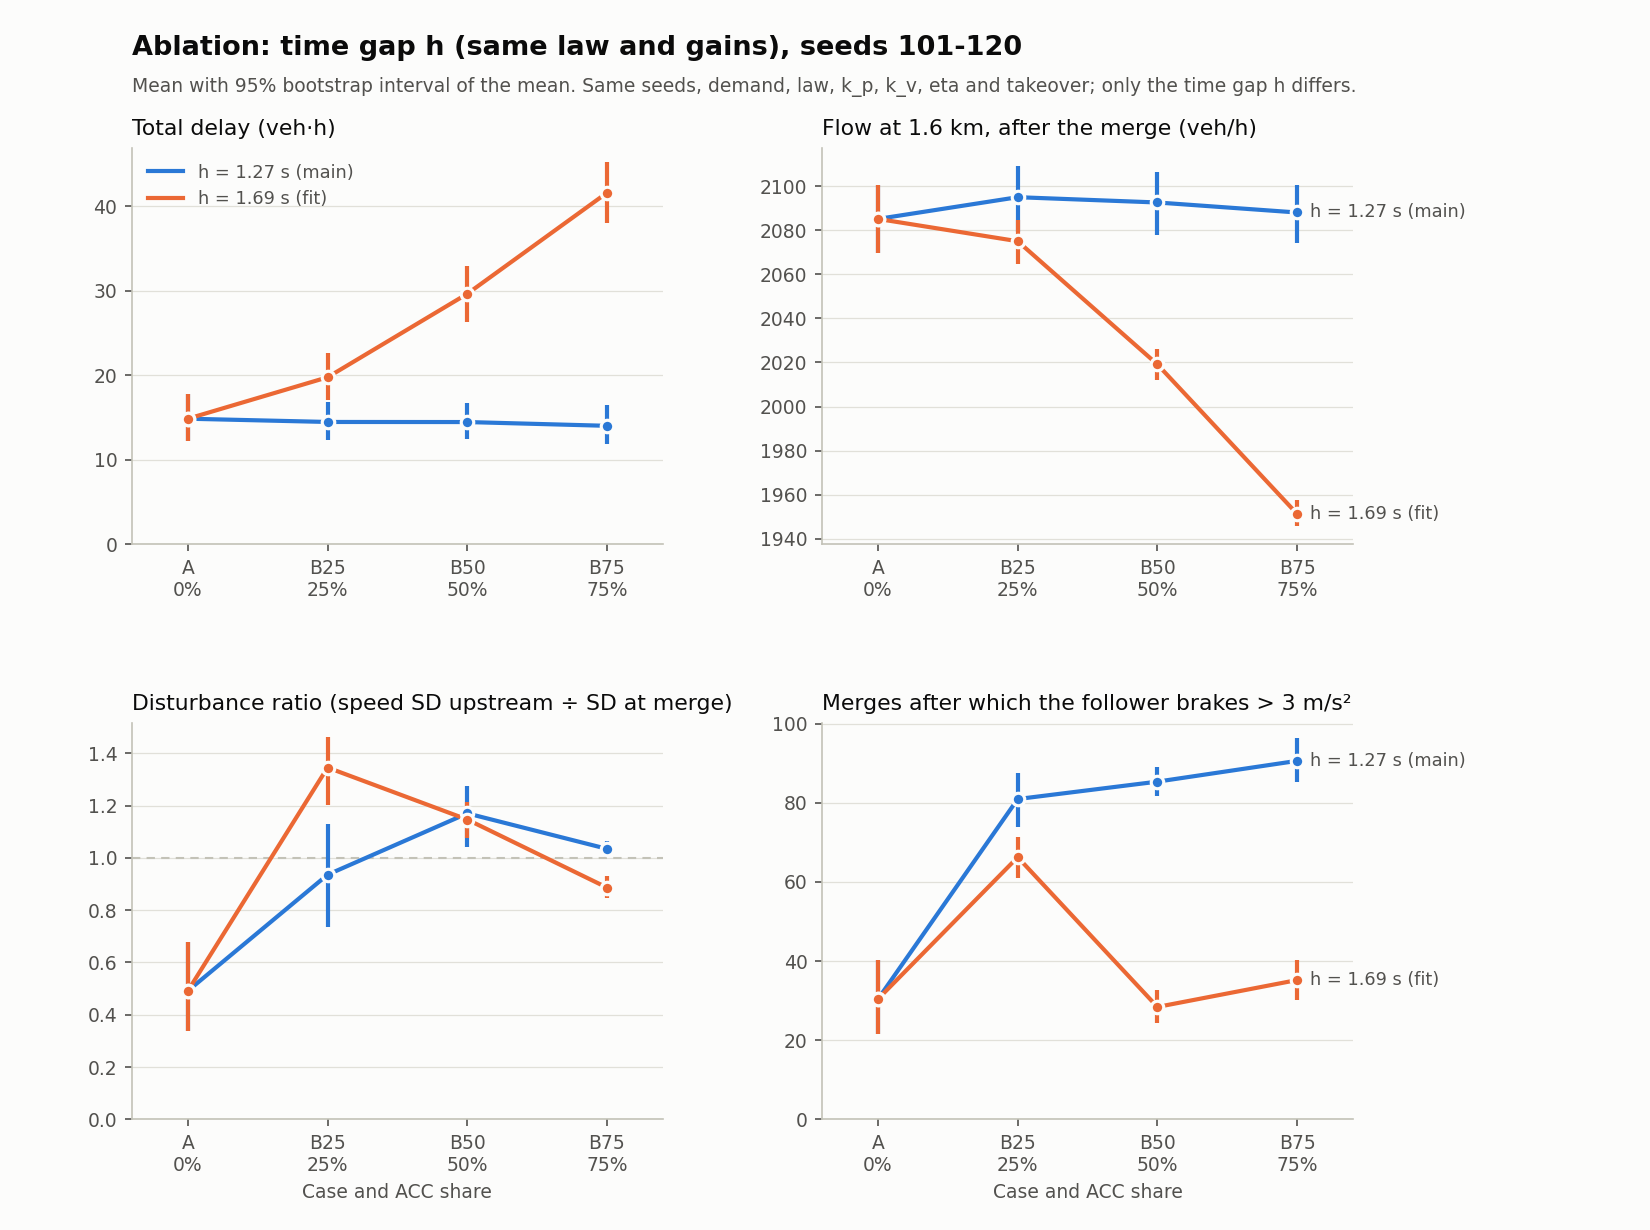 Ablation: time gap h (same law and gains), seeds 101-120
Mean with 95% bootstrap interval of the mean. Same seeds, demand, law, k_p, k_v, eta and takeover; only the time gap h differs.
Total delay (veh·h)
h = 1.27 s (main)
h = 1.69 s (fit)
40
30
20
10
0
A
0%
B25
25%
B50
50%
B75
75%
Flow at 1.6 km, after the merge (veh/h)
2100
2080
2060
2040
2020
2000
1980
1960
1940
h = 1.27 s (main)
h = 1.69 s (fit)
A
0%
B25
25%
B50
50%
B75
75%
Disturbance ratio (speed SD upstream ÷ SD at merge)
1.4
1.2
1.0
0.8
0.6
0.4
0.2
0.0
A
0%
B25
25%
B50
50%
B75
75%
Case and ACC share
Merges after which the follower brakes > 3 m/s²
100
80
60
40
20
0
h = 1.27 s (main)
h = 1.69 s (fit)
A
0%
B25
25%
B50
50%
B75
75%
Case and ACC share